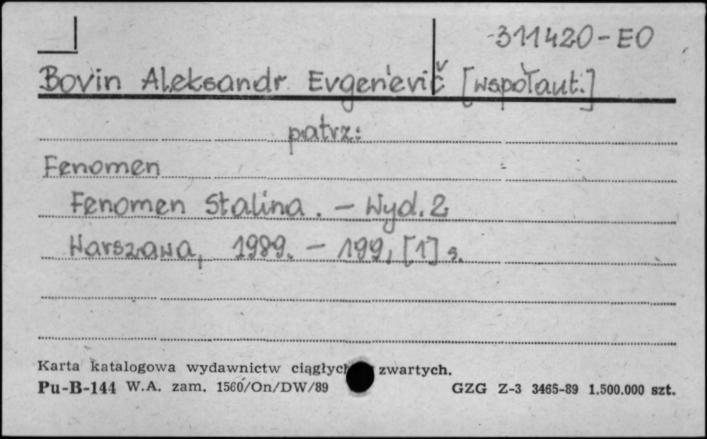 311420-EO
Bovin Aleksandr Evgen'evič [współaut.]
patrz:
Fenomen
Fenomen Stalina. - Wyd. 2
Warszawa, 1989. - 199, [1] s.
Karta katalogowa wydawnictw ciągłyc zwartych.
Pu-B-144 W.A. zam. 1560/On/DW/89 GZG Z-3 3465-89 1.500.000 szt.